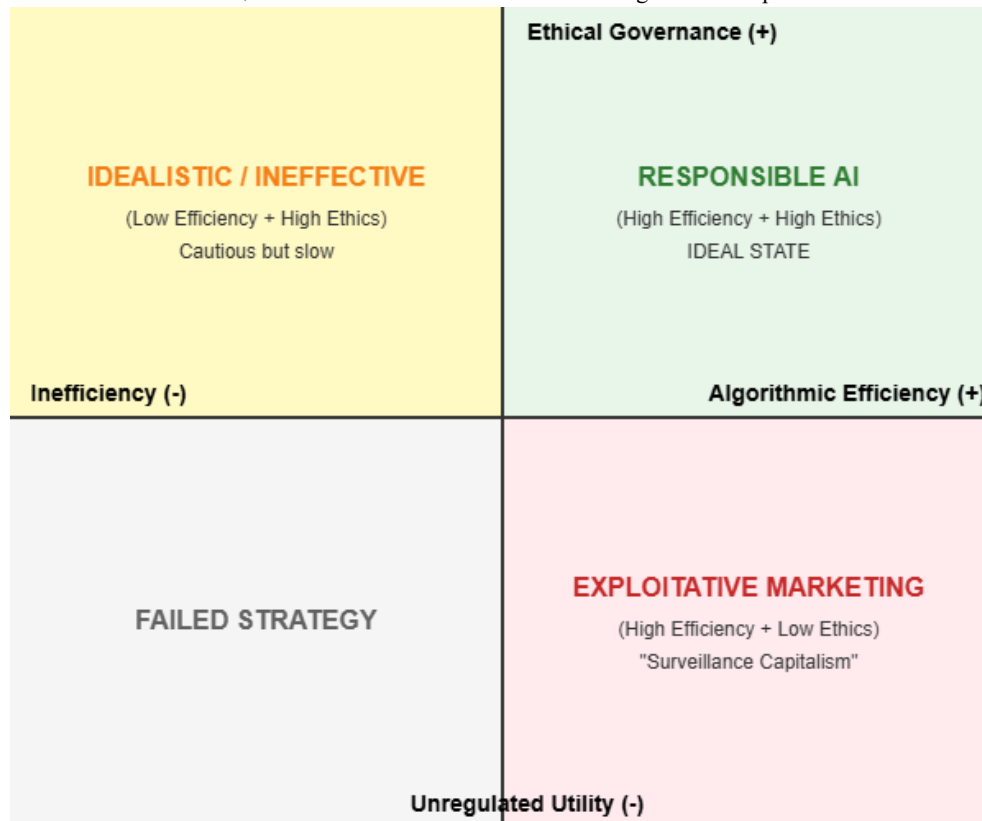 Ethical Governance (+)
IDEALISTIC / INEFFECTIVE
(Low Efficiency + High Ethics)
Cautious but slow
RESPONSIBLE AI
(High Efficiency + High Ethics)
IDEAL STATE
Inefficiency (-)
Algorithmic Efficiency (+)
FAILED STRATEGY
EXPLOITATIVE MARKETING
(High Efficiency + Low Ethics)
"Surveillance Capitalism"
Unregulated Utility (-)